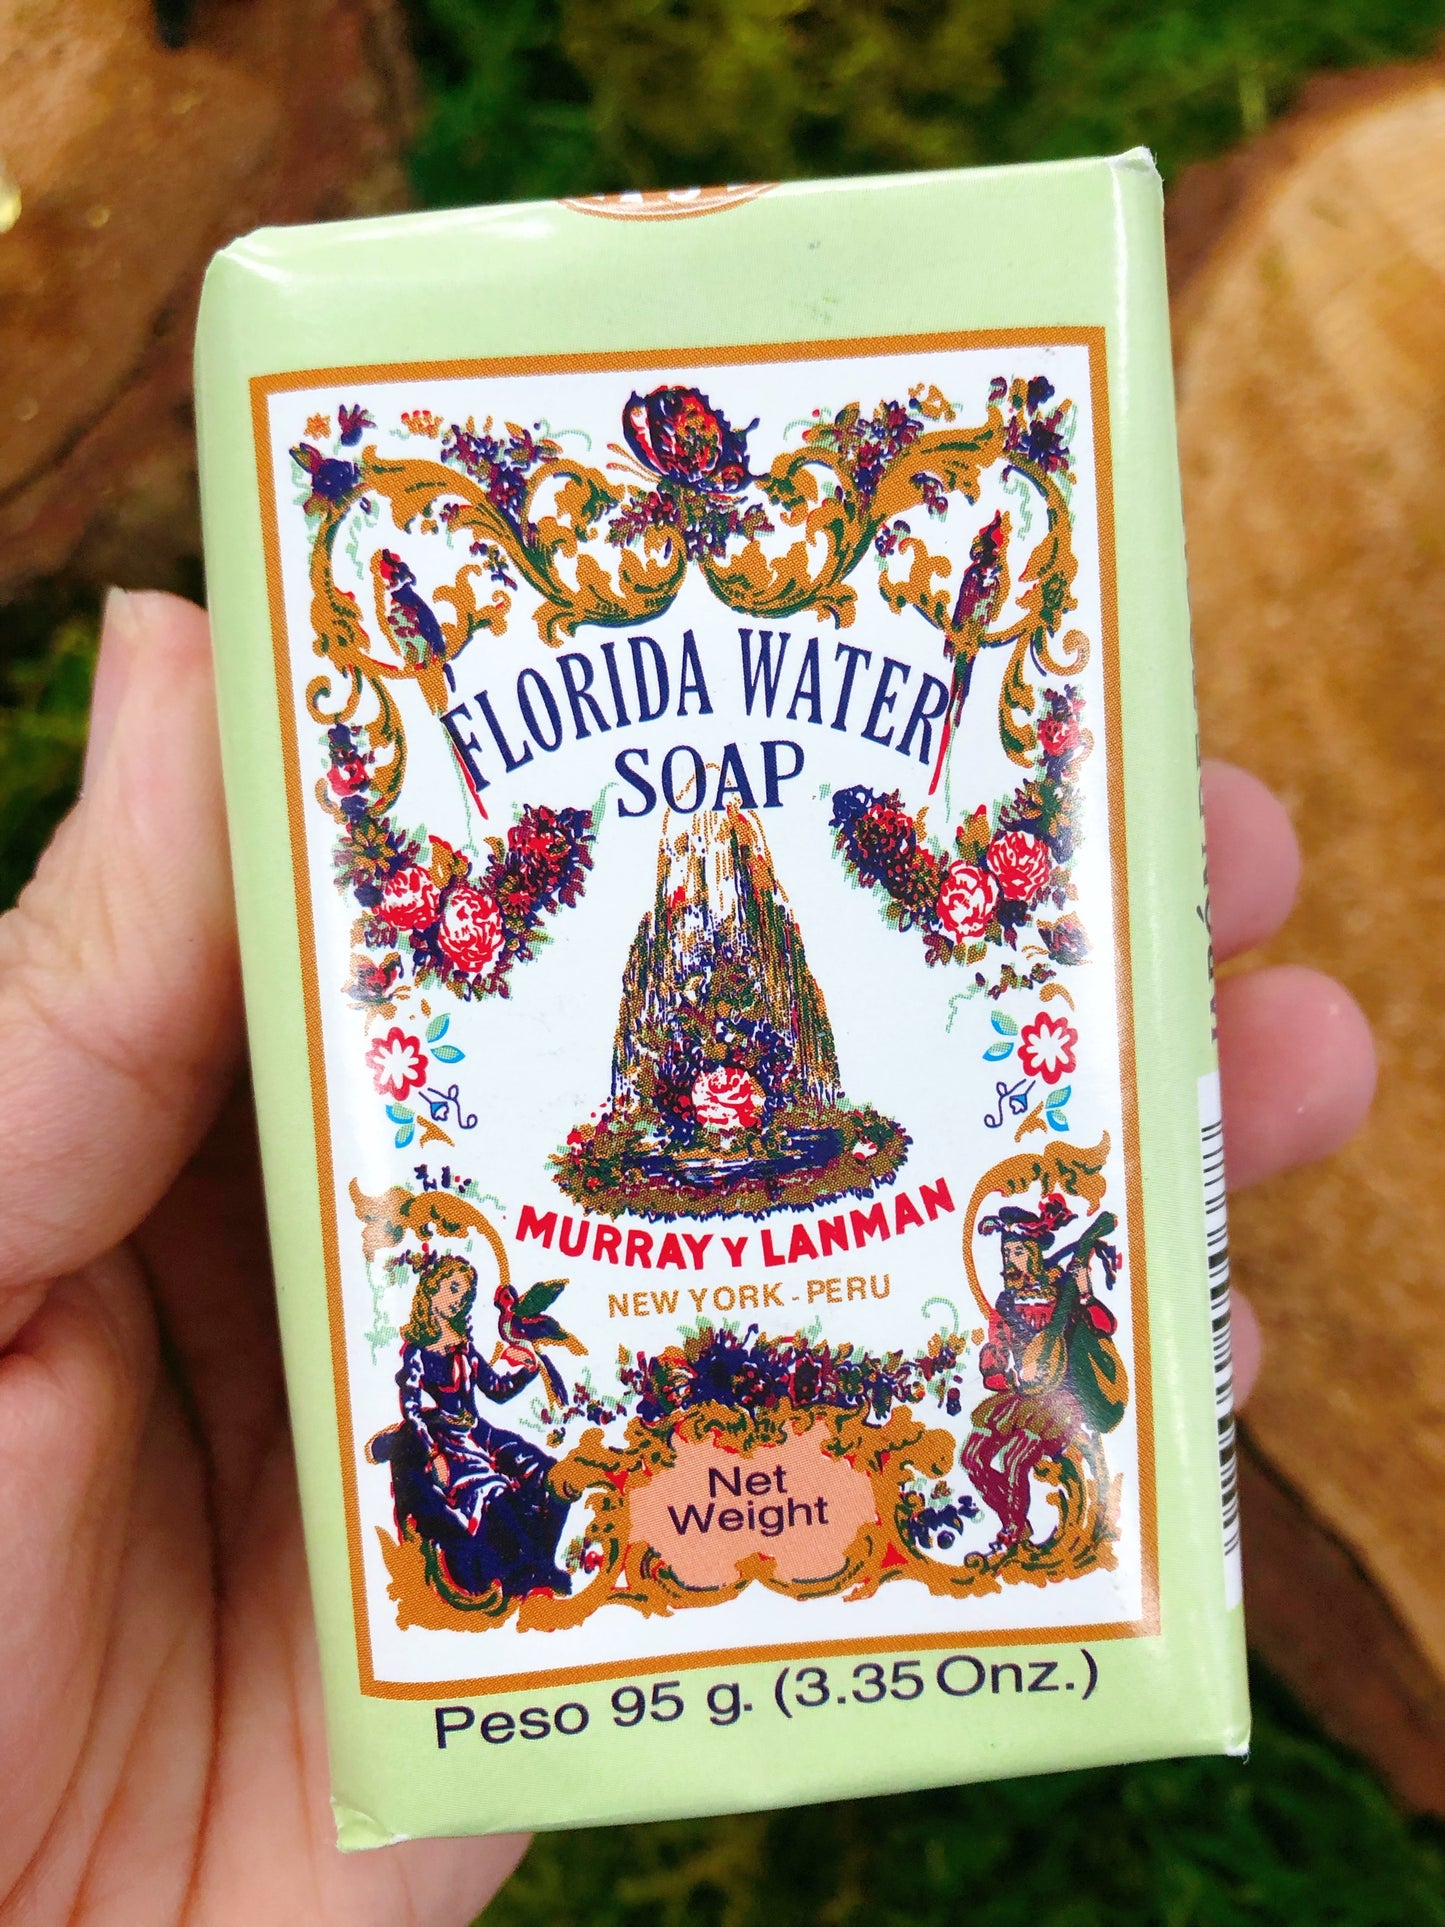 FLORIDA WATER
SOAP
MURRAY Y LANMAN
NEW YORK - PERU
Net
Weight
Peso 95 g. (3.35 Onz.)